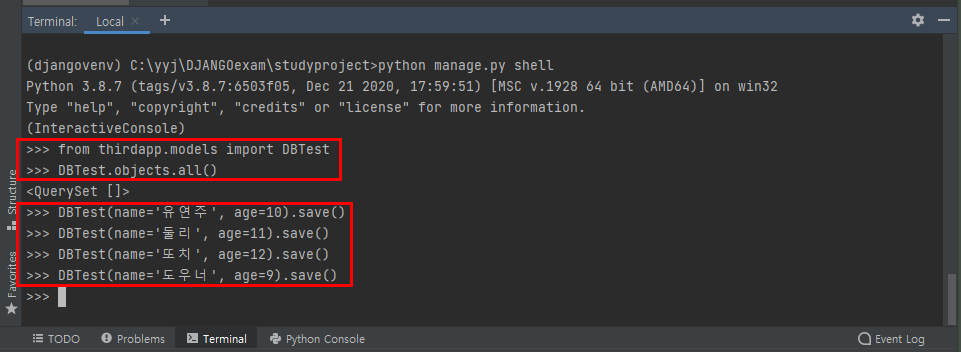 Terminal: Local × +
(djangovenv) C:\yyj\DJANGOexam\studyproject>python manage.py shell
Python 3.8.7 (tags/v3.8.7:6503f05, Dec 21 2020, 17:59:51) [MSC v.1928 64 bit (AMD64)] on win32
Type "help", "copyright", "credits" or "license" for more information.
(InteractiveConsole)
>>> from thirdapp.models import DBTest
>>> DBTest.objects.all()
<QuerySet []>
>>> DBTest(name='유연주', age=10).save()
>>> DBTest(name='둘리', age=11).save()
>>> DBTest(name='또치', age=12).save()
>>> DBTest(name='도우너', age=9).save()
>>>
Structure
Favorites
TODO Problems Terminal Python Console Event Log